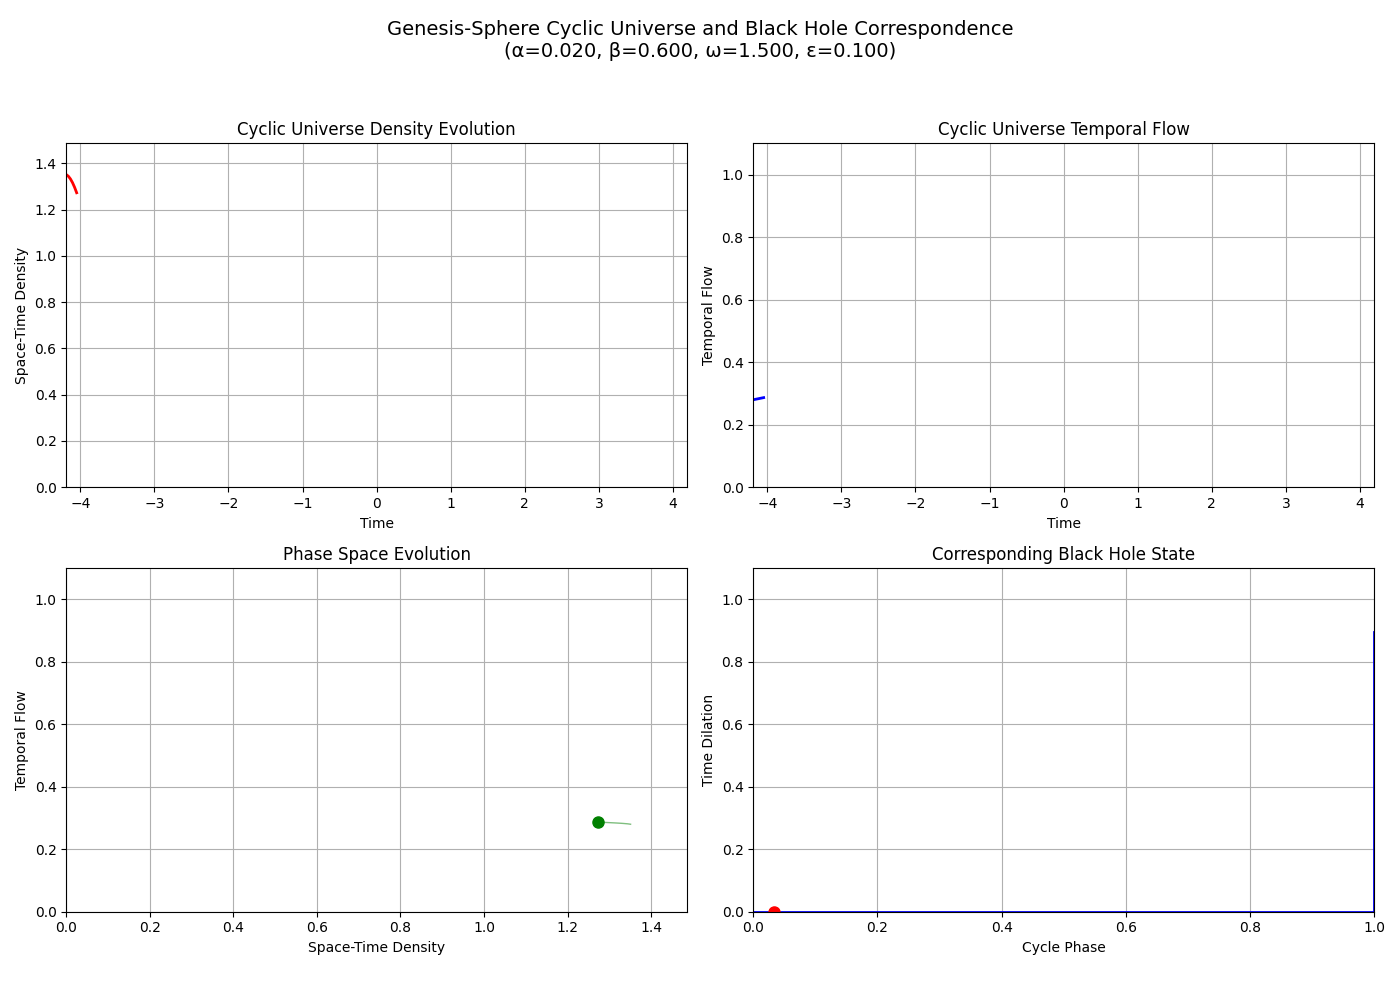 Genesis-Sphere Cyclic Universe and Black Hole Correspondence
(α=0.020, β=0.600, ω=1.500, ε=0.100)
Cyclic Universe Density Evolution
Space-Time Density
1.4
1.2
1.0
0.8
0.6
0.4
0.2
0.0
−4 −3 −2 −1 0 1 2 3 4
Time
Cyclic Universe Temporal Flow
Temporal Flow
1.0
0.8
0.6
0.4
0.2
0.0
−4 −3 −2 −1 0 1 2 3 4
Time
Phase Space Evolution
Temporal Flow
1.0
0.8
0.6
0.4
0.2
0.0
0.0 0.2 0.4 0.6 0.8 1.0 1.2 1.4
Space-Time Density
Corresponding Black Hole State
Time Dilation
1.0
0.8
0.6
0.4
0.2
0.0
0.0 0.2 0.4 0.6 0.8 1.0
Cycle Phase